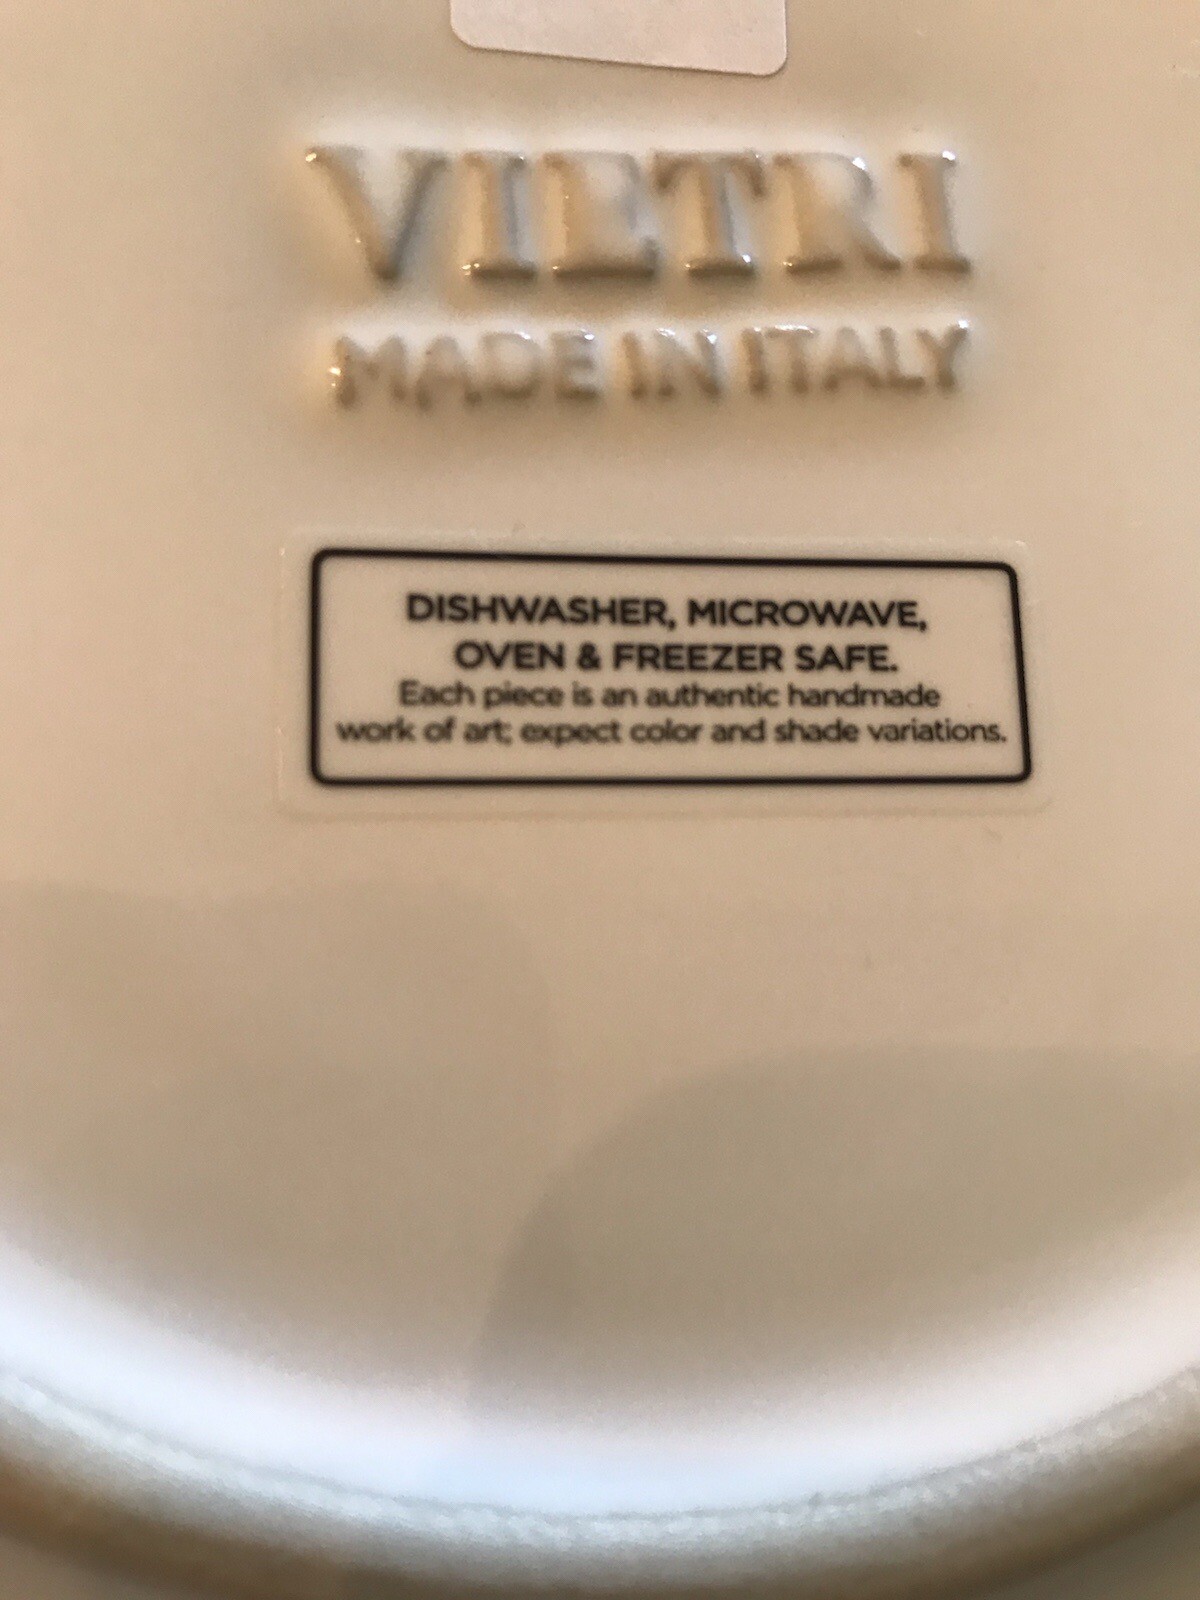 VIETRI
MADE IN ITALY
DISHWASHER, MICROWAVE,
OVEN & FREEZER SAFE.
Each piece is an authentic handmade
work of art; expect color and shade variations.